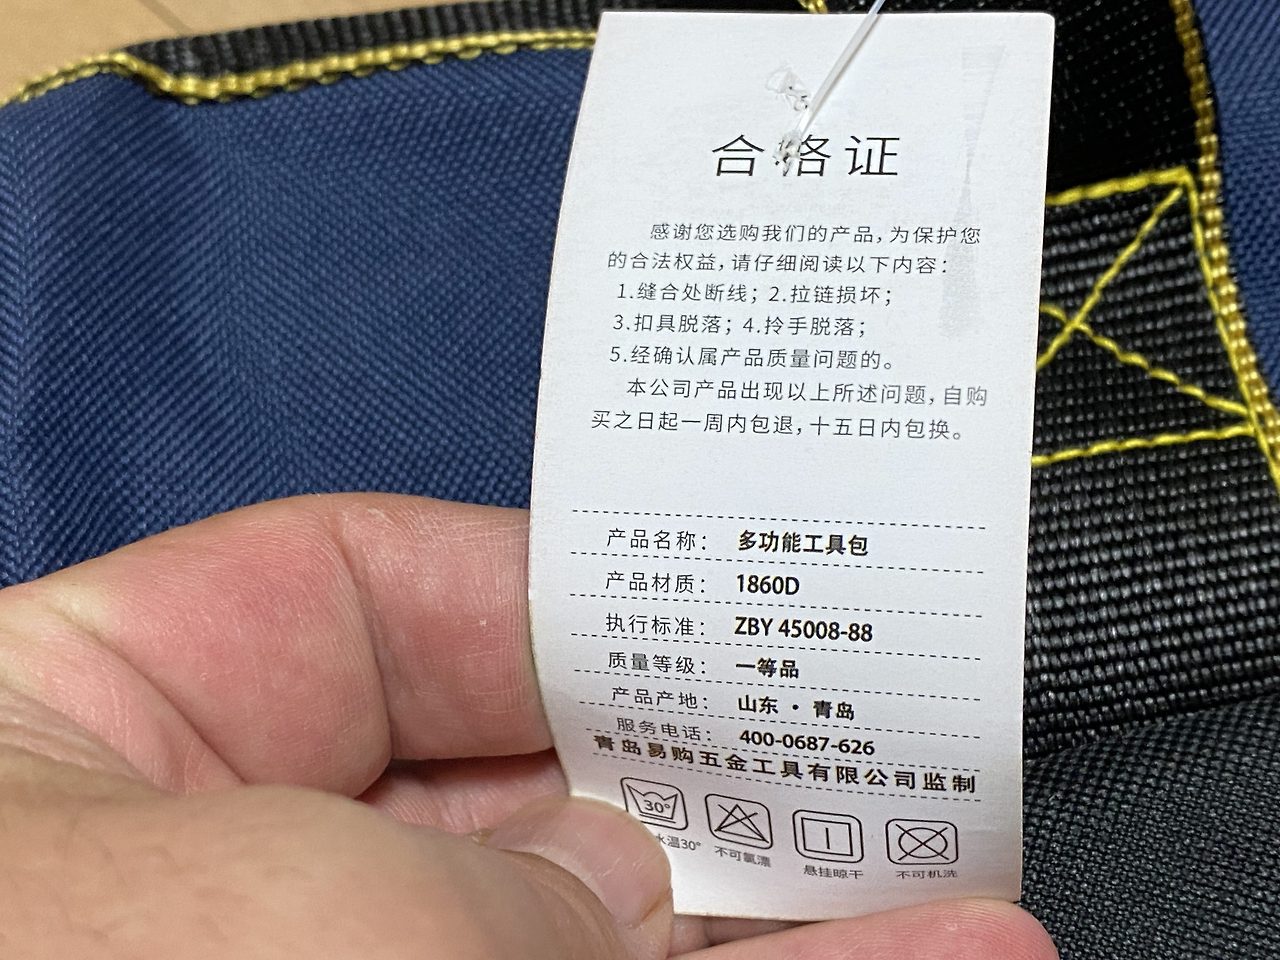 合格证
感谢您选购我们的产品，为保护您
的合法权益，请仔细阅读以下内容：
1.缝合处断线；2.拉链损坏；
3.扣具脱落；4.拎手脱落；
5.经确认属产品质量问题的。
本公司产品出现以上所述问题，自购
买之日起一周内包退，十五日内包换。
产品名称： 多功能工具包
产品材质： 1860D
执行标准： ZBY 45008-88
质量等级： 一等品
产品产地： 山东·青岛
服务电话： 400-0687-626
青岛易购五金工具有限公司监制
30°
水温30° 不可氯漂 悬挂晾干 不可机洗